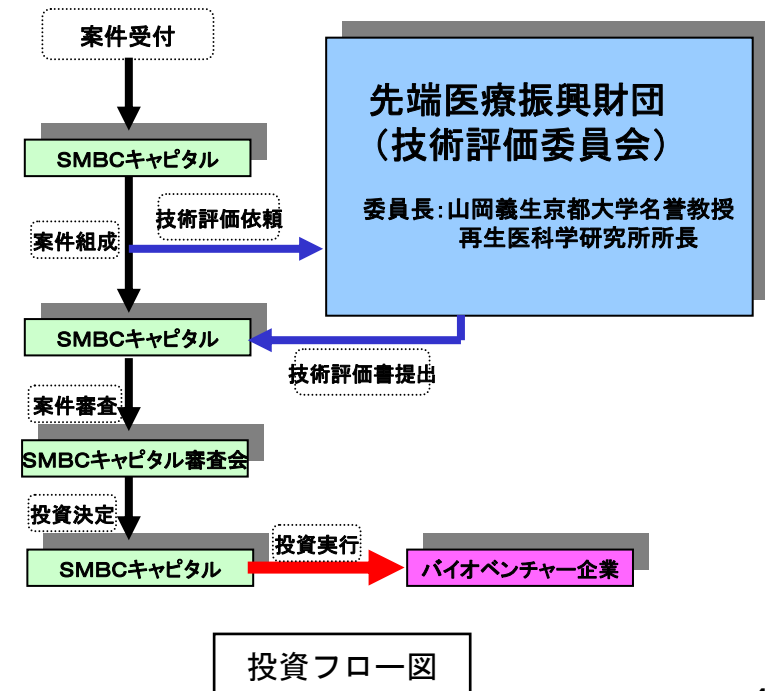 案件受付
先端医療振興財団
（技術評価委員会）
委員長：山岡義生京都大学名誉教授
再生医科学研究所所長
SMBCキャピタル
技術評価依頼
案件組成
SMBCキャピタル
技術評価書提出
案件審査
SMBCキャピタル審査会
投資決定
投資実行
SMBCキャピタル
バイオベンチャー企業
投資フロー図